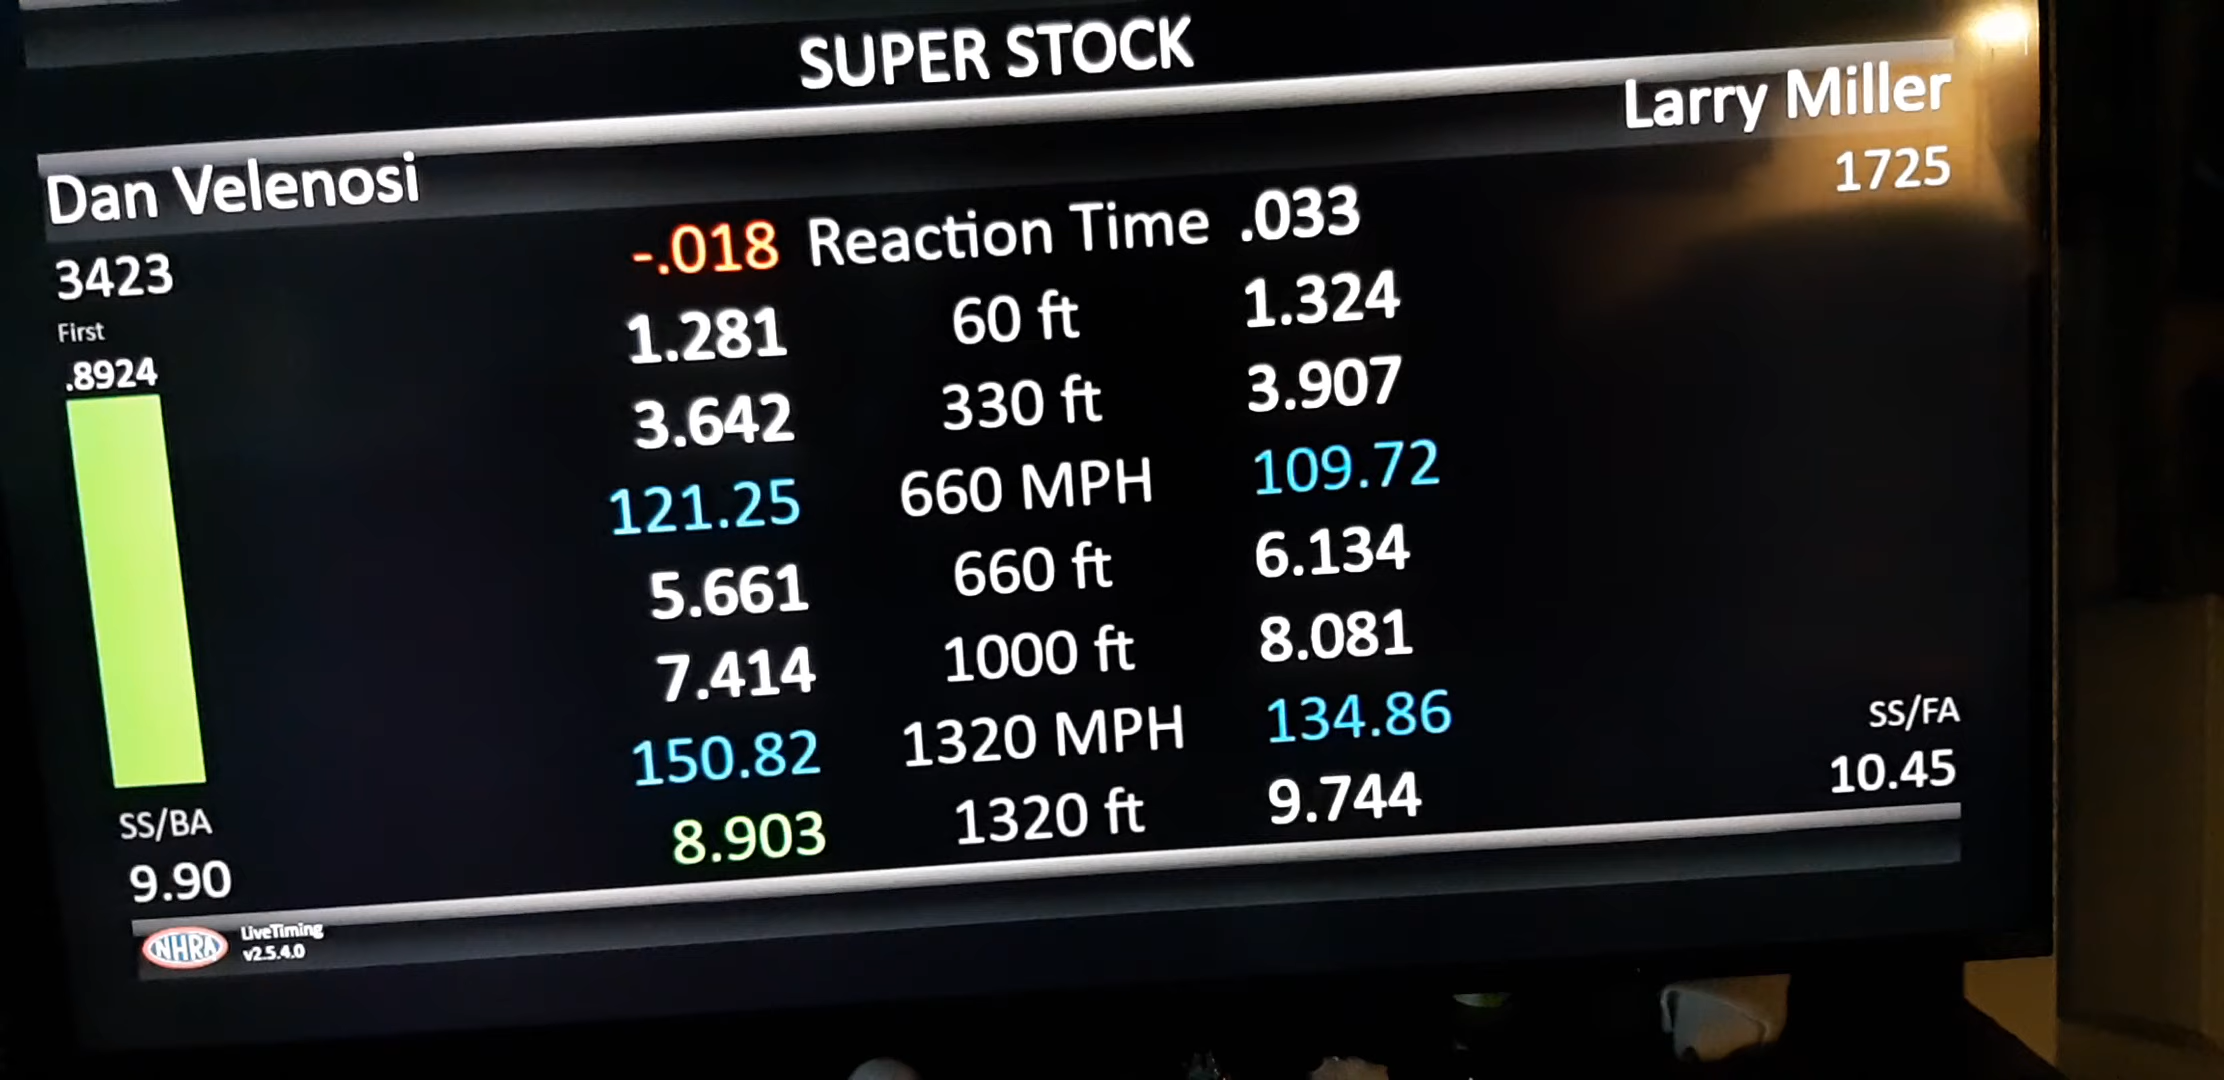 SUPER STOCK
Dan Velenosi
Larry Miller
3423
1725
First
.8924
-.018 Reaction Time .033
1.281 60 ft 1.324
3.642 330 ft 3.907
121.25 660 MPH 109.72
5.661 660 ft 6.134
7.414 1000 ft 8.081
150.82 1320 MPH 134.86
8.903 1320 ft 9.744
SS/BA
9.90
SS/FA
10.45
NHRA
LiveTiming
v2.5.4.0